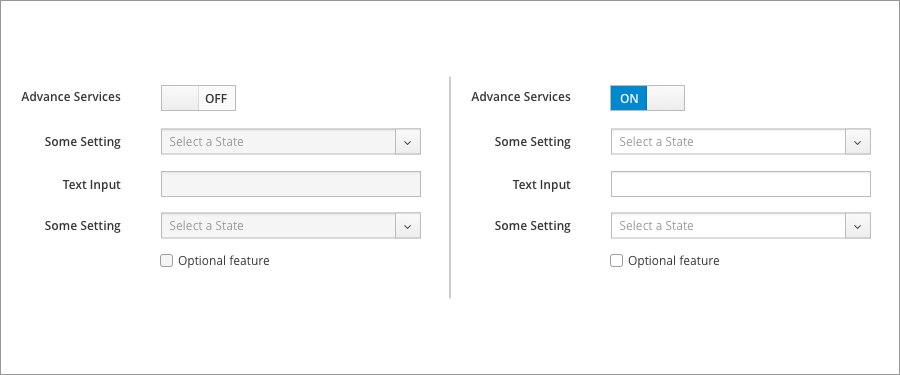 Advance Services OFF
Some Setting Select a State
Text Input
Some Setting Select a State
Optional feature
Advance Services ON
Some Setting Select a State
Text Input
Some Setting Select a State
Optional feature